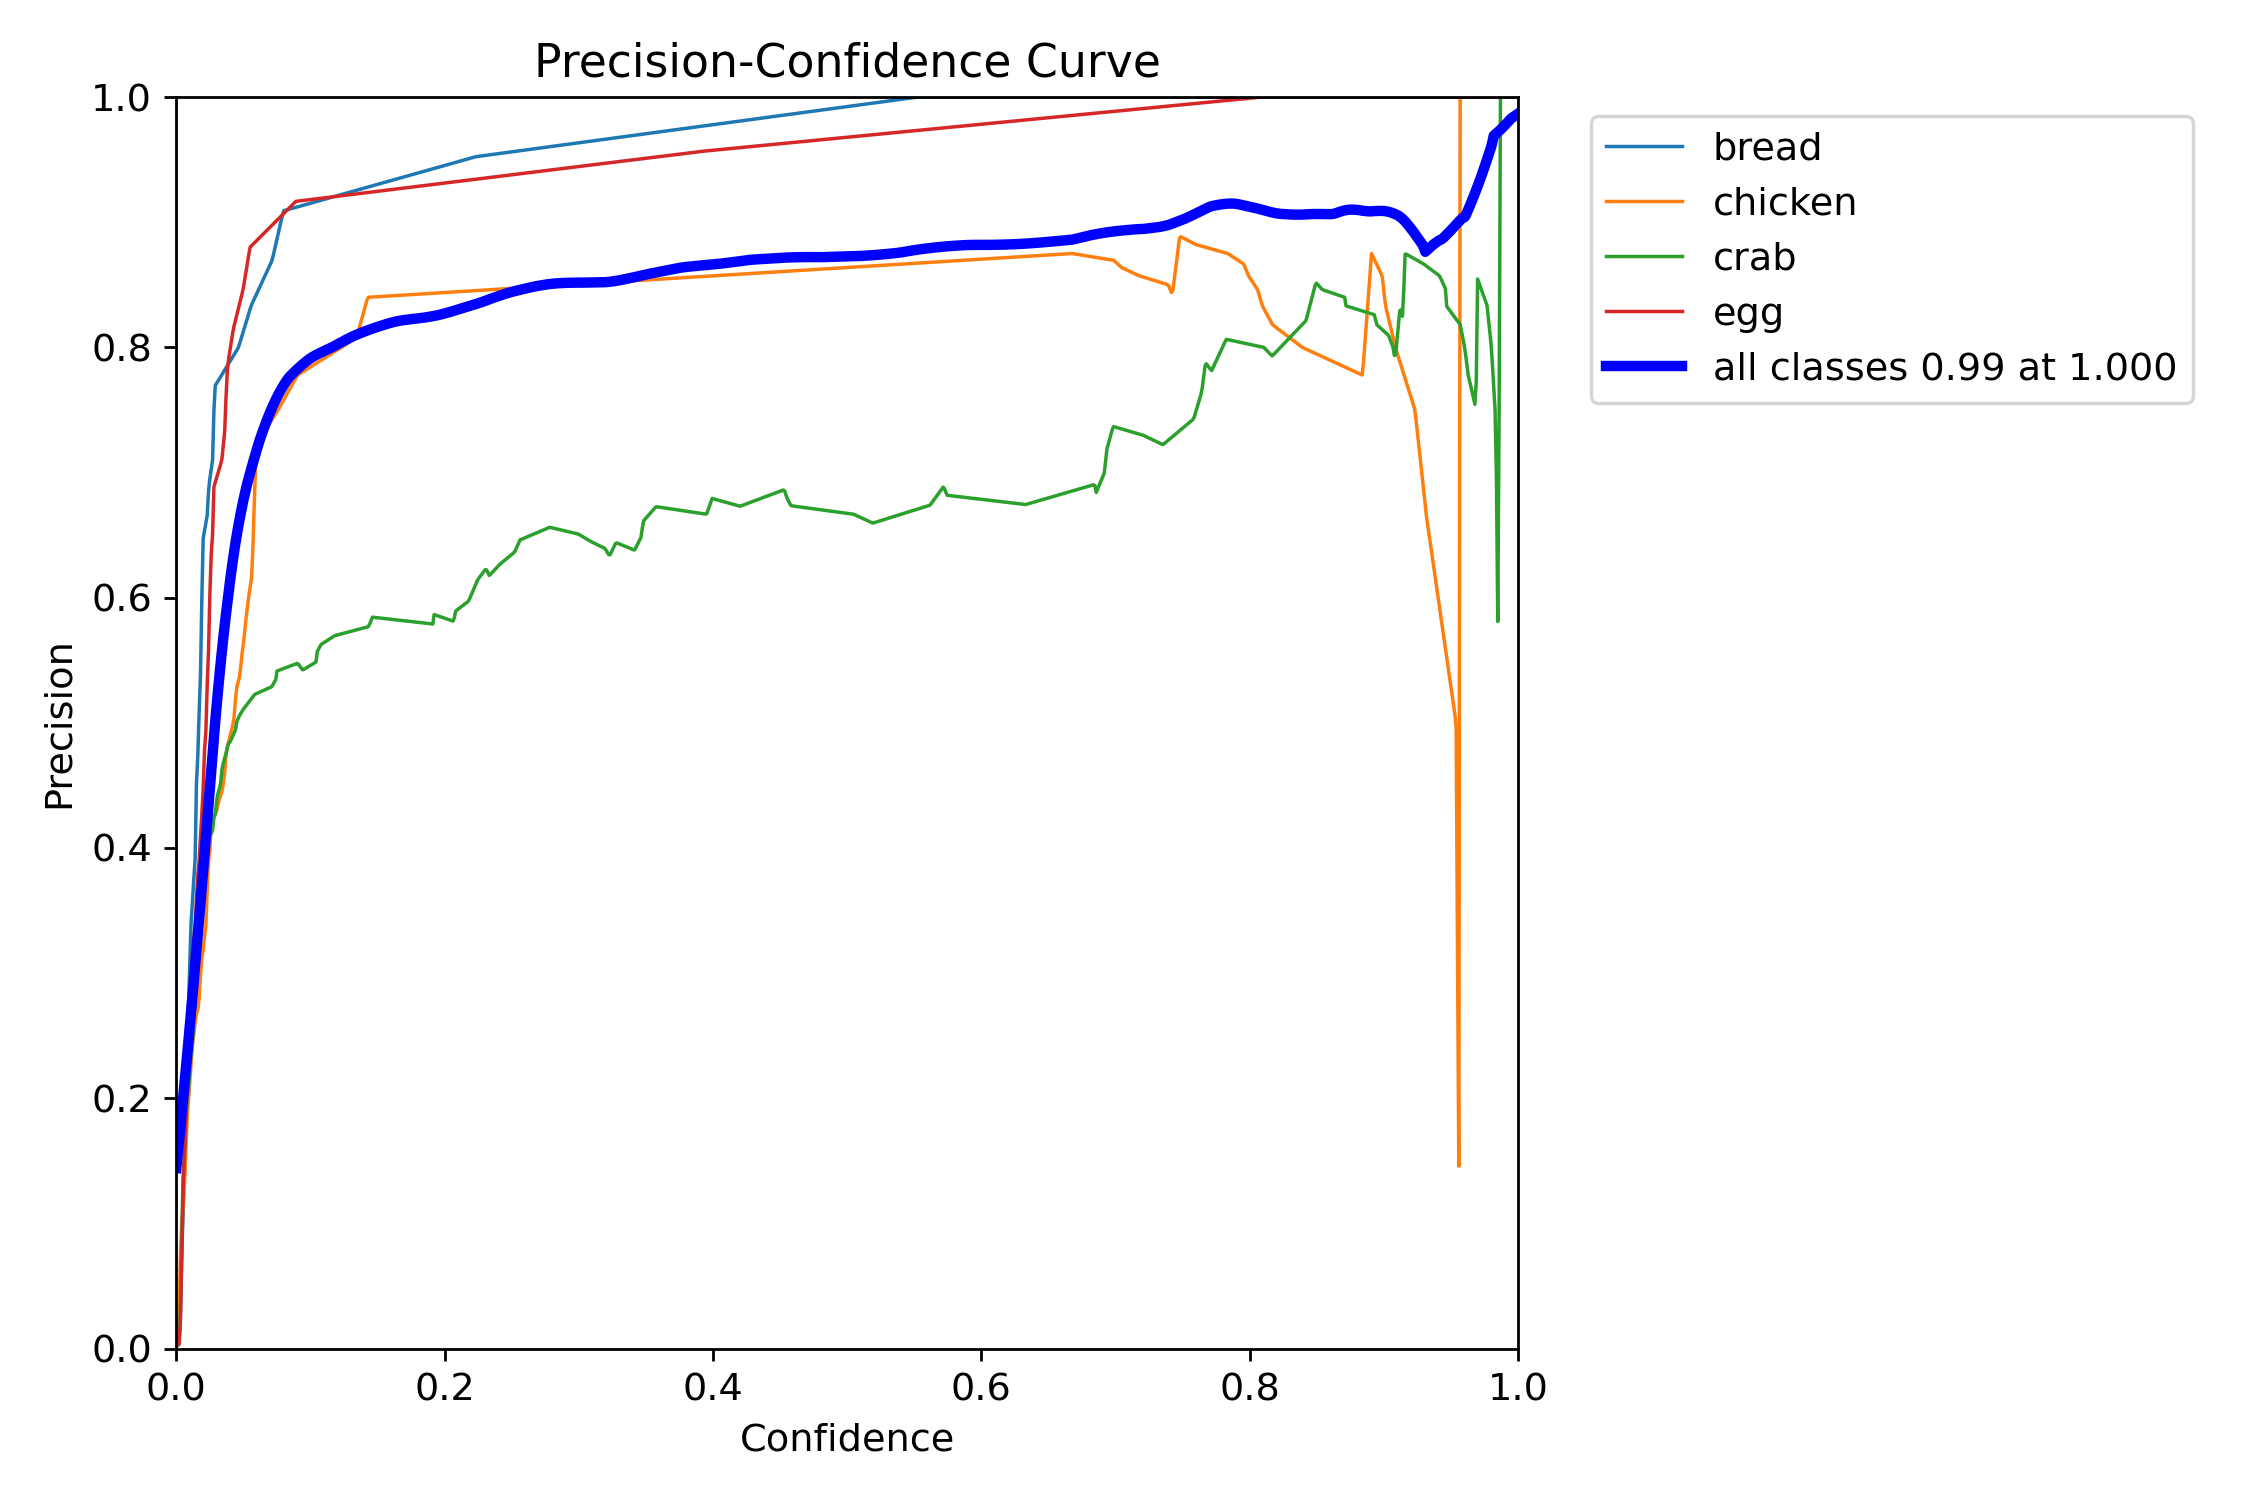 Precision-Confidence Curve
1.0
0.8
0.6
0.4
0.2
0.0
Precision
0.0 0.2 0.4 0.6 0.8 1.0
Confidence
bread
chicken
crab
egg
all classes 0.99 at 1.000